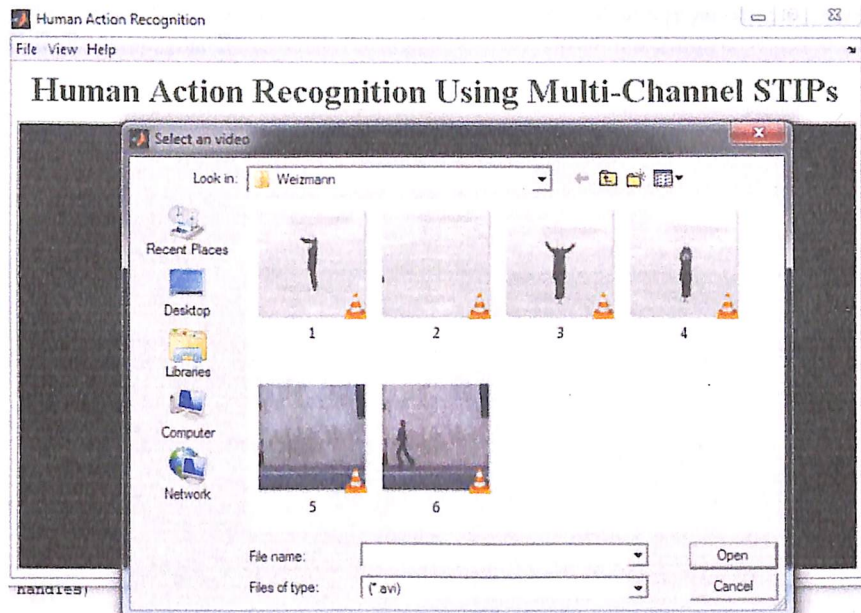 Human Action Recognition
File View Help
Human Action Recognition Using Multi-Channel STIPs
Select an video
Look in: Weizmann
Recent Places
Desktop
Libraries
Computer
Network
1 2 3 4
5 6
File name:
Open
Files of type: (*.avi)
Cancel
handles)